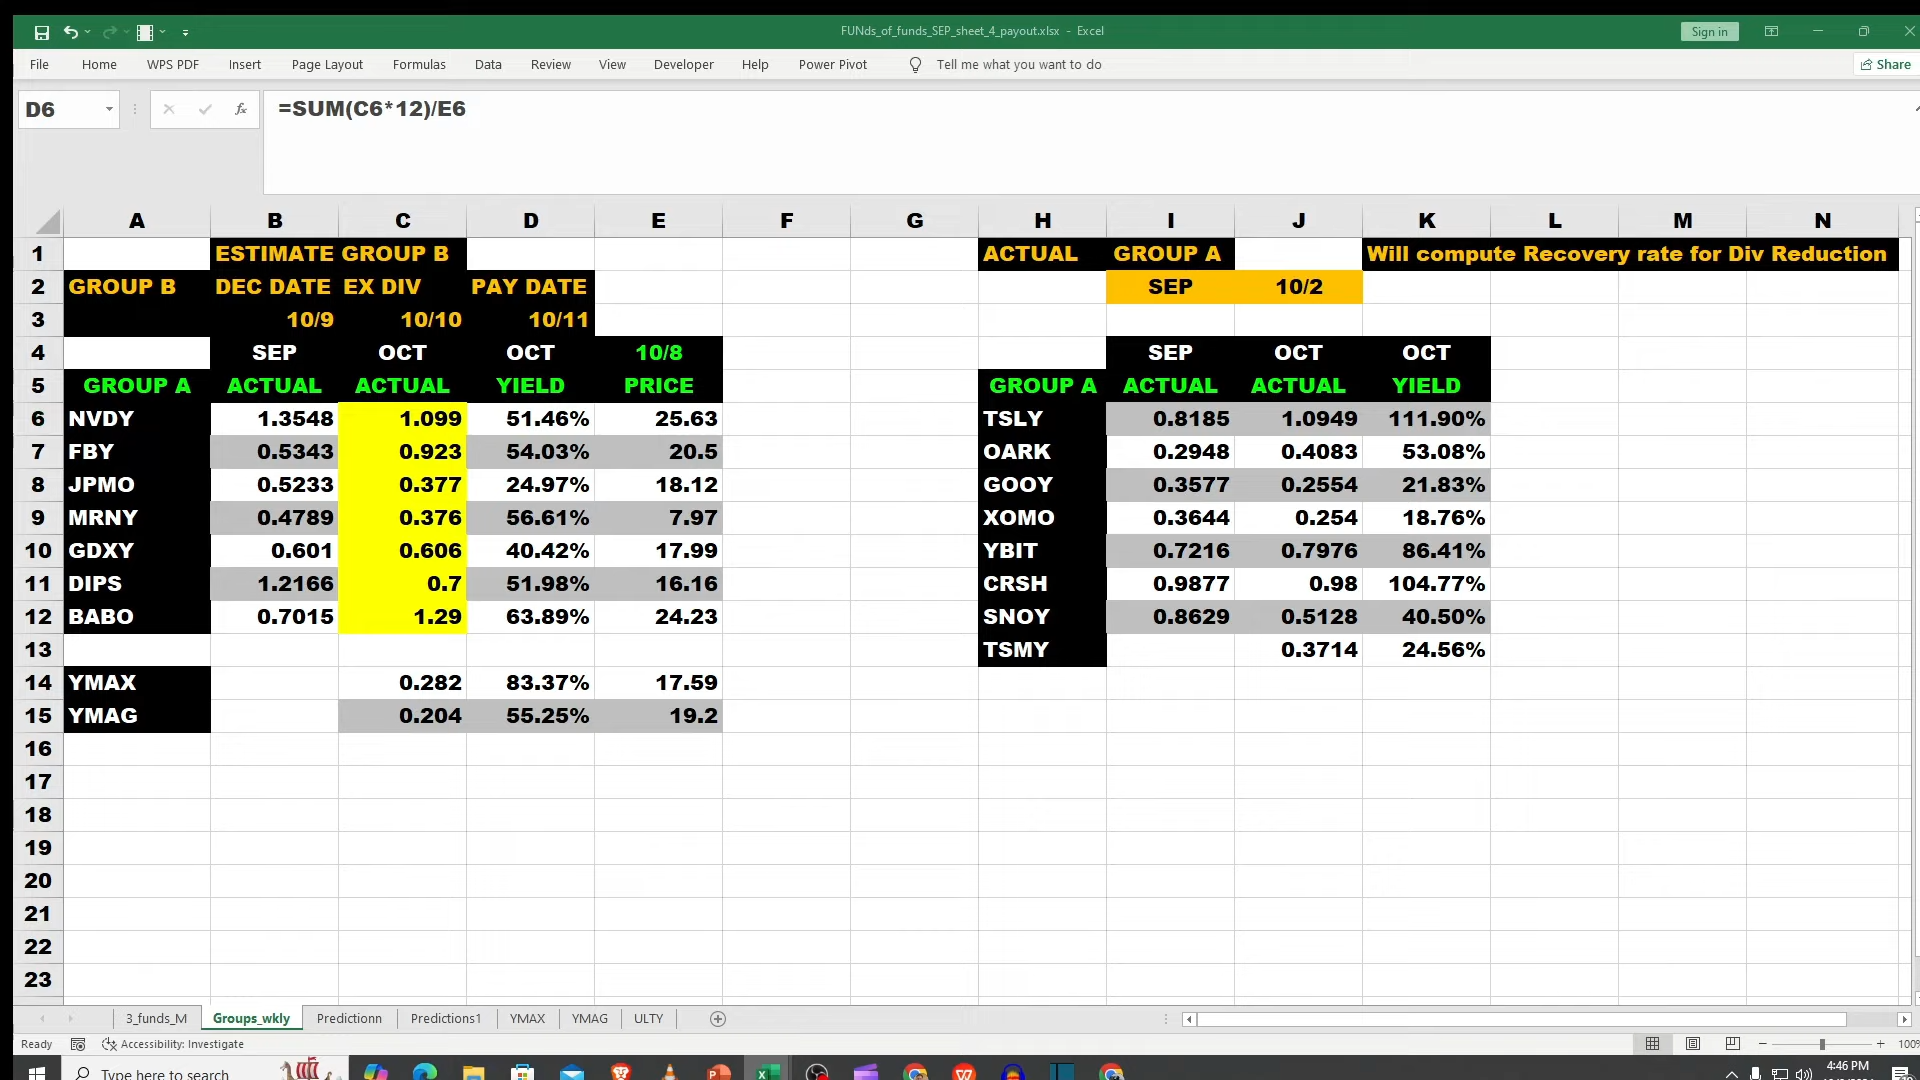 FUNds_of_funds_SEP_sheet_4_payout.xlsx - Excel
Sign in
File Home WPS PDF Insert Page Layout Formulas Data Review View Developer Help Power Pivot Tell me what you want to do Share
D6 fx =SUM(C6*12)/E6
A B C D E F G H I J K L M N
1 ESTIMATE GROUP B ACTUAL GROUP A Will compute Recovery rate for Div Reduction
2 GROUP B DEC DATE EX DIV PAY DATE SEP 10/2
3 10/9 10/10 10/11
4 SEP OCT OCT 10/8 SEP OCT OCT
5 GROUP A ACTUAL ACTUAL YIELD PRICE GROUP A ACTUAL ACTUAL YIELD
6 NVDY 1.3548 1.099 51.46% 25.63 TSLY 0.8185 1.0949 111.90%
7 FBY 0.5343 0.923 54.03% 20.5 OARK 0.2948 0.4083 53.08%
8 JPMO 0.5233 0.377 24.97% 18.12 GOOY 0.3577 0.2554 21.83%
9 MRNY 0.4789 0.376 56.61% 7.97 XOMO 0.3644 0.254 18.76%
10 GDXY 0.601 0.606 40.42% 17.99 YBIT 0.7216 0.7976 86.41%
11 DIPS 1.2166 0.7 51.98% 16.16 CRSH 0.9877 0.98 104.77%
12 BABO 0.7015 1.29 63.89% 24.23 SNOY 0.8629 0.5128 40.50%
13 TSMY 0.3714 24.56%
14 YMAX 0.282 83.37% 17.59
15 YMAG 0.204 55.25% 19.2
16
17
18
19
20
21
22
23
3_funds_M Groups_wkly Predictionn Predictions1 YMAX YMAG ULTY
Ready Accessibility: Investigate
Type here to search 4:46 PM